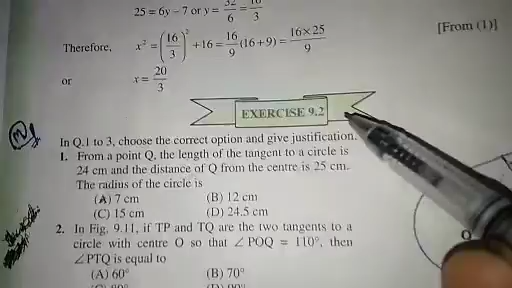 25 = 6y – 7 or y = 32/6 = 16/3
Therefore, x² = (16/3)² + 16 = 16/9 (16 + 9) = 16 × 25/9 [From (1)]
or x = 20/3
EXERCISE 9.2
In Q.1 to 3, choose the correct option and give justification.
1. From a point Q, the length of the tangent to a circle is
24 cm and the distance of Q from the centre is 25 cm.
The radius of the circle is
(A) 7 cm (B) 12 cm
(C) 15 cm (D) 24.5 cm
2. In Fig. 9.11, if TP and TQ are the two tangents to a
circle with centre O so that ∠ POQ = 110°, then
∠ PTQ is equal to
(A) 60° (B) 70°